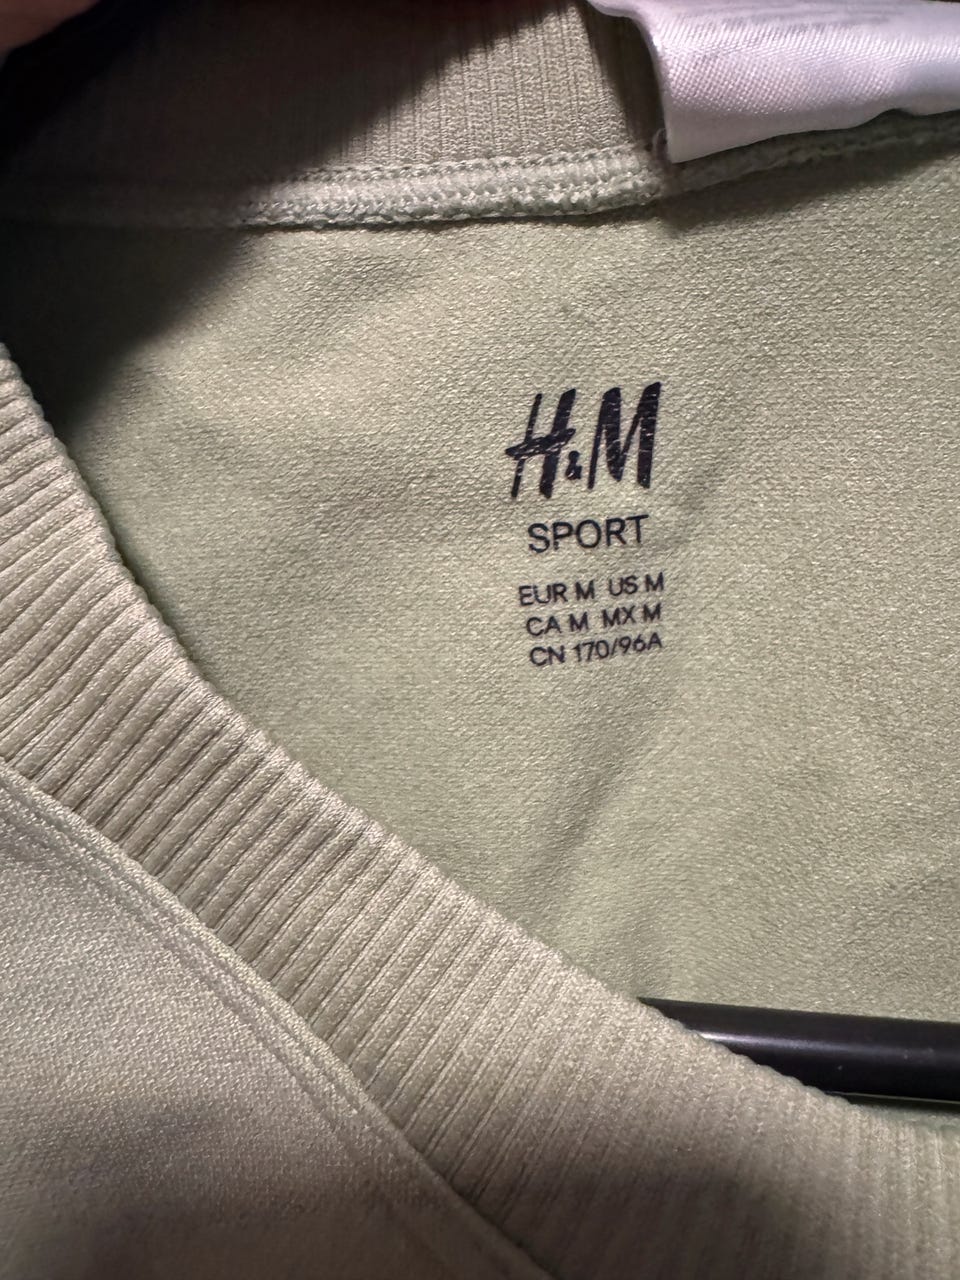 H&M
SPORT
EUR M US M
CA M MX M
CN 170/96A